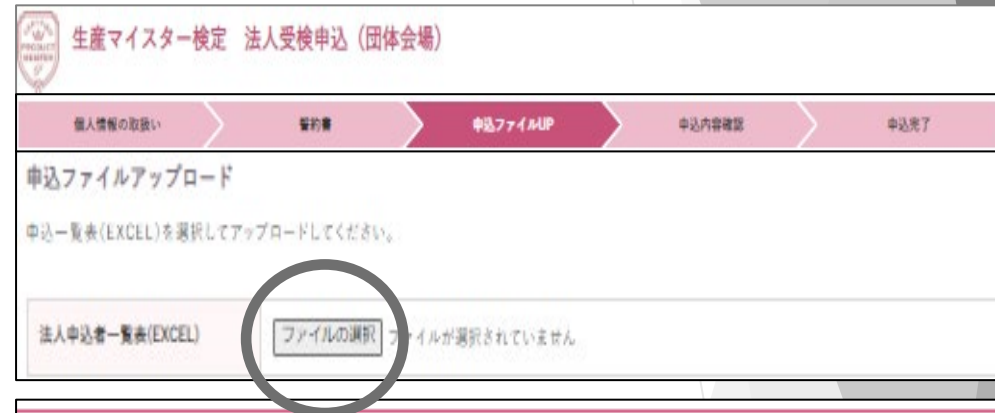 生産マイスター検定 法人受検申込（団体会場）
個人情報の取扱い 誓約書 申込ファイルUP 申込内容確認 申込完了
申込ファイルアップロード
申込一覧表(EXCEL)を選択してアップロードしてください。
法人申込者一覧表(EXCEL) ファイルの選択 ファイルが選択されていません